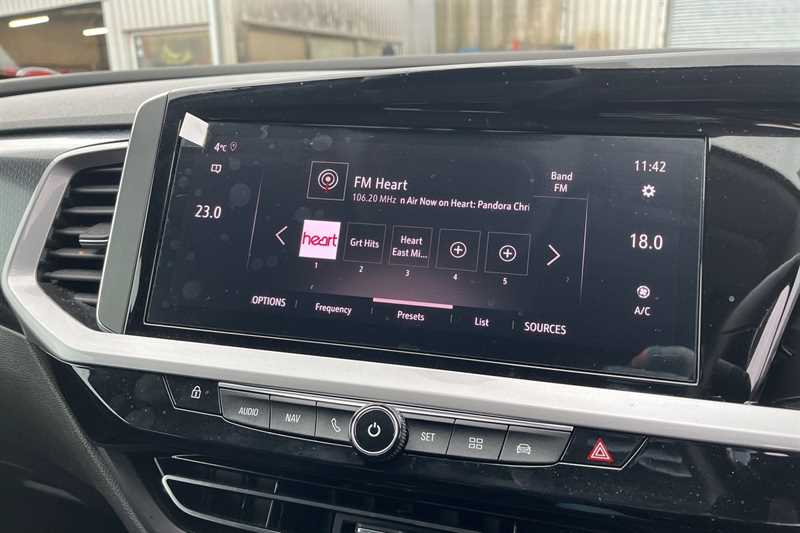 4°C
11:42
FM Heart
Band
FM
106.20 MHz n Air Now on Heart: Pandora Chri
23.0
18.0
heart
Grt Hits
Heart
East Mi...
1
2
3
4
5
A/C
OPTIONS
Frequency
Presets
List
SOURCES
AUDIO
NAV
SET